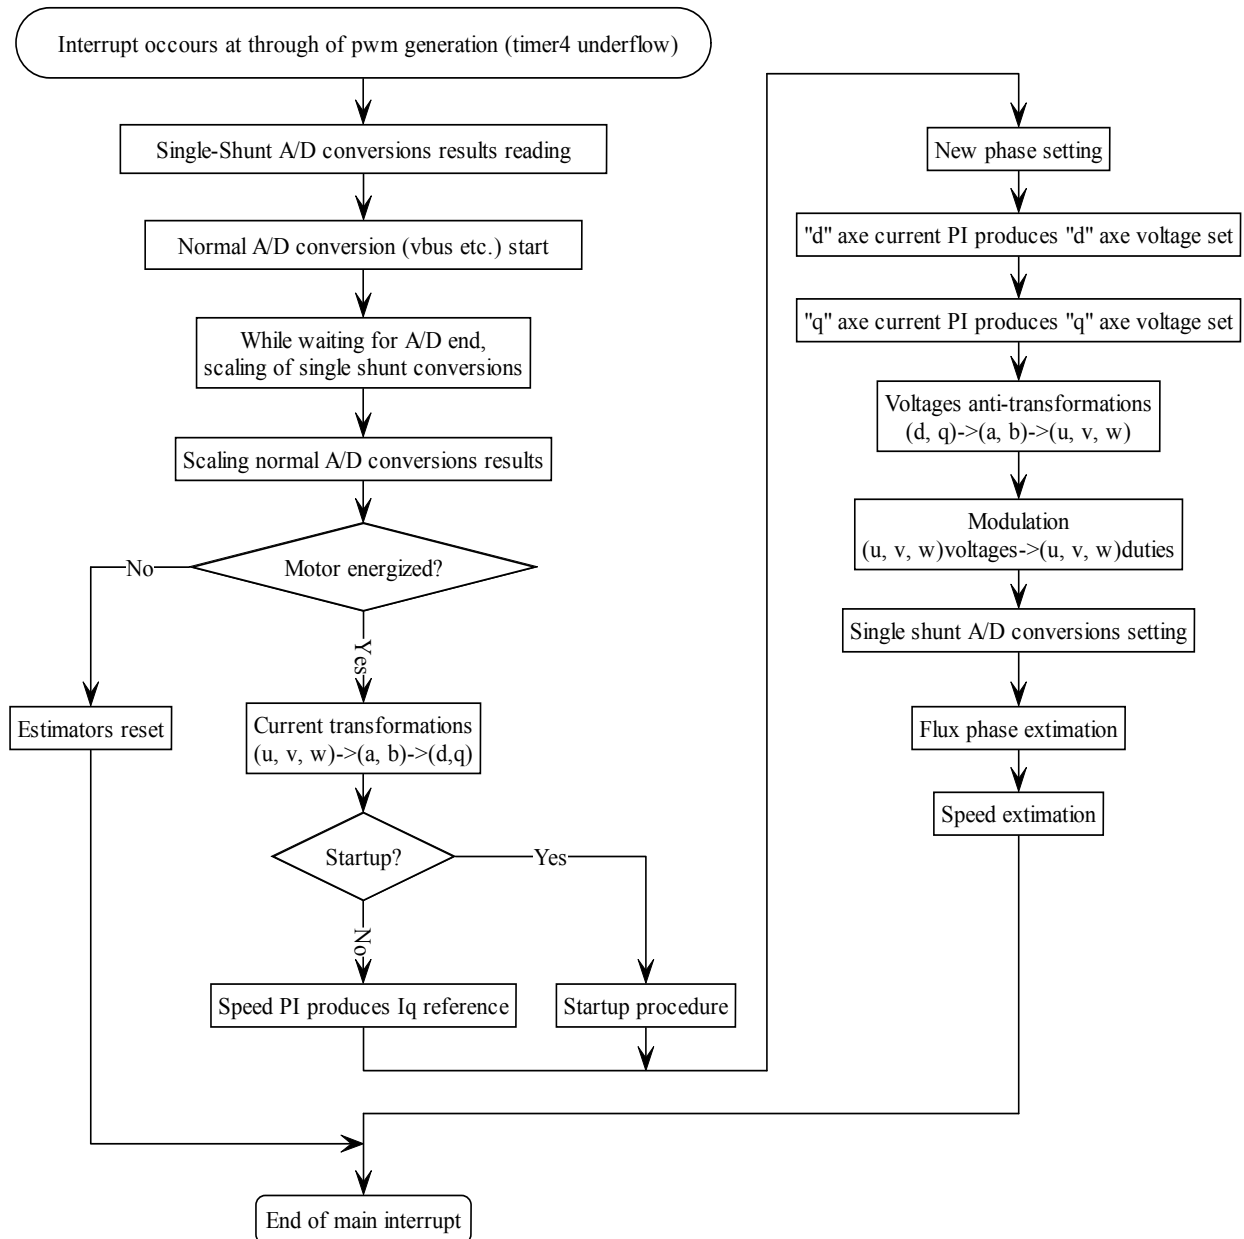 Interrupt occours at through of pwm generation (timer4 underflow)
Single-Shunt A/D conversions results reading
Normal A/D conversion (vbus etc.) start
While waiting for A/D end,
scaling of single shunt conversions
Scaling normal A/D conversions results
Motor energized?
No
Yes
Estimators reset
Current transformations
(u, v, w)->(a, b)->(d,q)
Startup?
Yes
No
Speed PI produces Iq reference
Startup procedure
New phase setting
"d" axe current PI produces "d" axe voltage set
"q" axe current PI produces "q" axe voltage set
Voltages anti-transformations
(d, q)->(a, b)->(u, v, w)
Modulation
(u, v, w)voltages->(u, v, w)duties
Single shunt A/D conversions setting
Flux phase extimation
Speed extimation
End of main interrupt